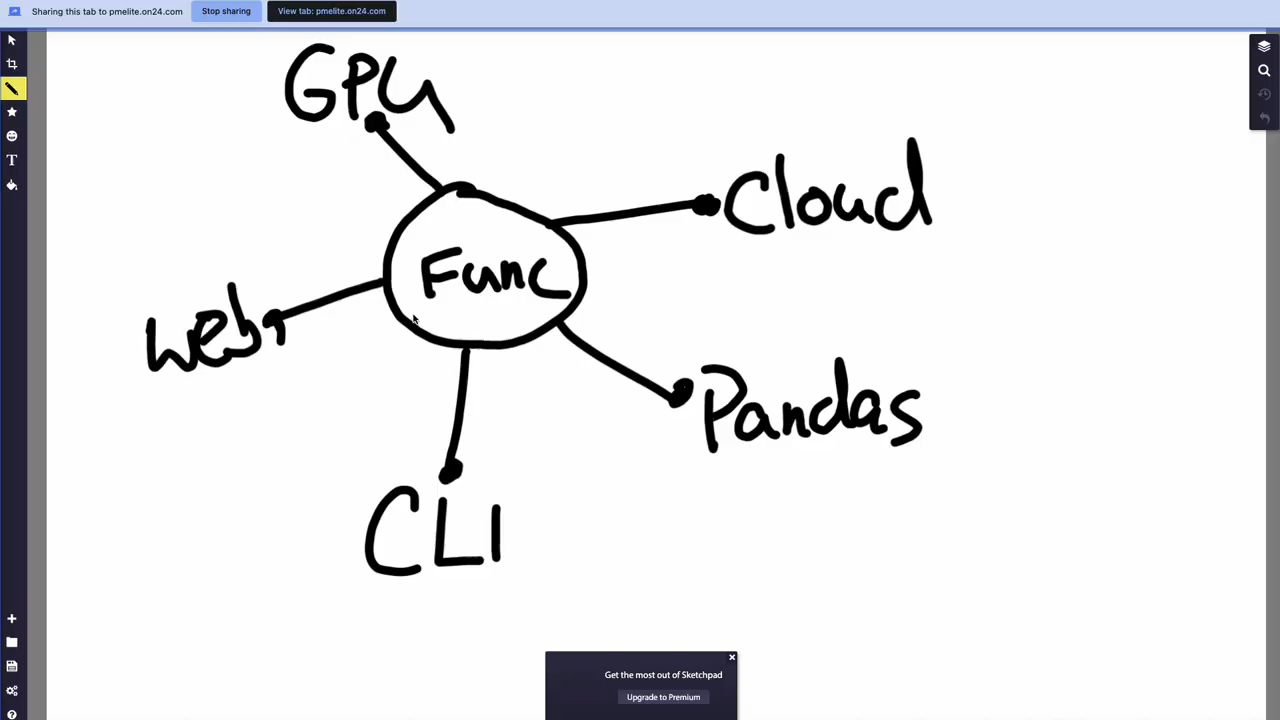 Sharing this tab to pmelite.on24.com
Stop sharing
View tab: pmelite.on24.com
GPU
Cloud
Func
Web
Pandas
CLI
T
Get the most out of Sketchpad
Upgrade to Premium